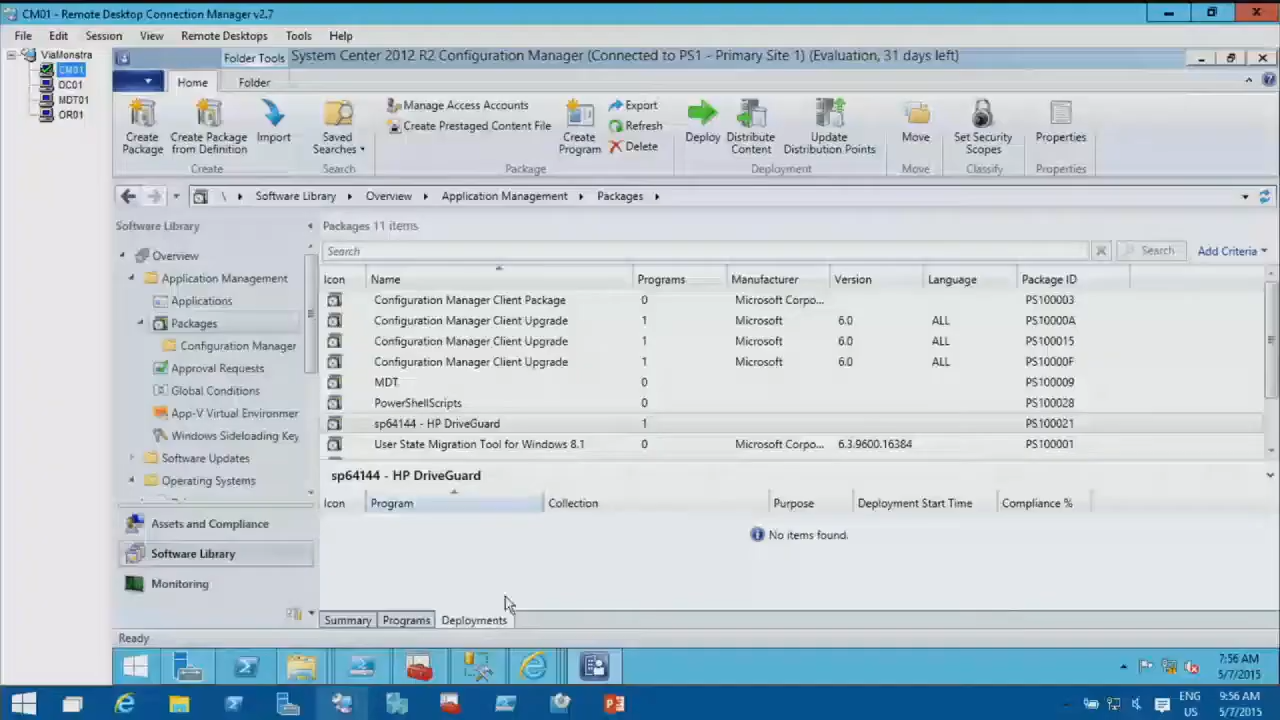 CM01 - Remote Desktop Connection Manager v2.7
File Edit Session View Remote Desktops Tools Help
ViaMonstra
CM01
DC01
MDT01
OR01
Folder Tools System Center 2012 R2 Configuration Manager (Connected to PS1 - Primary Site 1) (Evaluation, 31 days left)
Home Folder
Create Package
Create Package from Definition
Import
Saved Searches
Manage Access Accounts
Create Prestaged Content File
Create Program
Export
Refresh
Delete
Deploy
Distribute Content
Update Distribution Points
Move
Set Security Scopes
Properties
Create Search Package Deployment Move Classify Properties
\ Software Library Overview Application Management Packages
Software Library
Overview
Application Management
Applications
Packages
Configuration Manager
Approval Requests
Global Conditions
App-V Virtual Environmer
Windows Sideloading Key
Software Updates
Operating Systems
Assets and Compliance
Software Library
Monitoring
Packages 11 items
Search Search Add Criteria
Icon Name Programs Manufacturer Version Language Package ID
Configuration Manager Client Package 0 Microsoft Corpo... PS100003
Configuration Manager Client Upgrade 1 Microsoft 6.0 ALL PS10000A
Configuration Manager Client Upgrade 1 Microsoft 6.0 ALL PS100015
Configuration Manager Client Upgrade 1 Microsoft 6.0 ALL PS10000F
MDT 0 PS100009
PowerShellScripts 0 PS100028
sp64144 - HP DriveGuard 1 PS100021
User State Migration Tool for Windows 8.1 0 Microsoft Corpo... 6.3.9600.16384 PS100001
sp64144 - HP DriveGuard
Icon Program Collection Purpose Deployment Start Time Compliance %
No items found.
Summary Programs Deployments
Ready
7:56 AM
5/7/2015
ENG
US
9:56 AM
5/7/2015